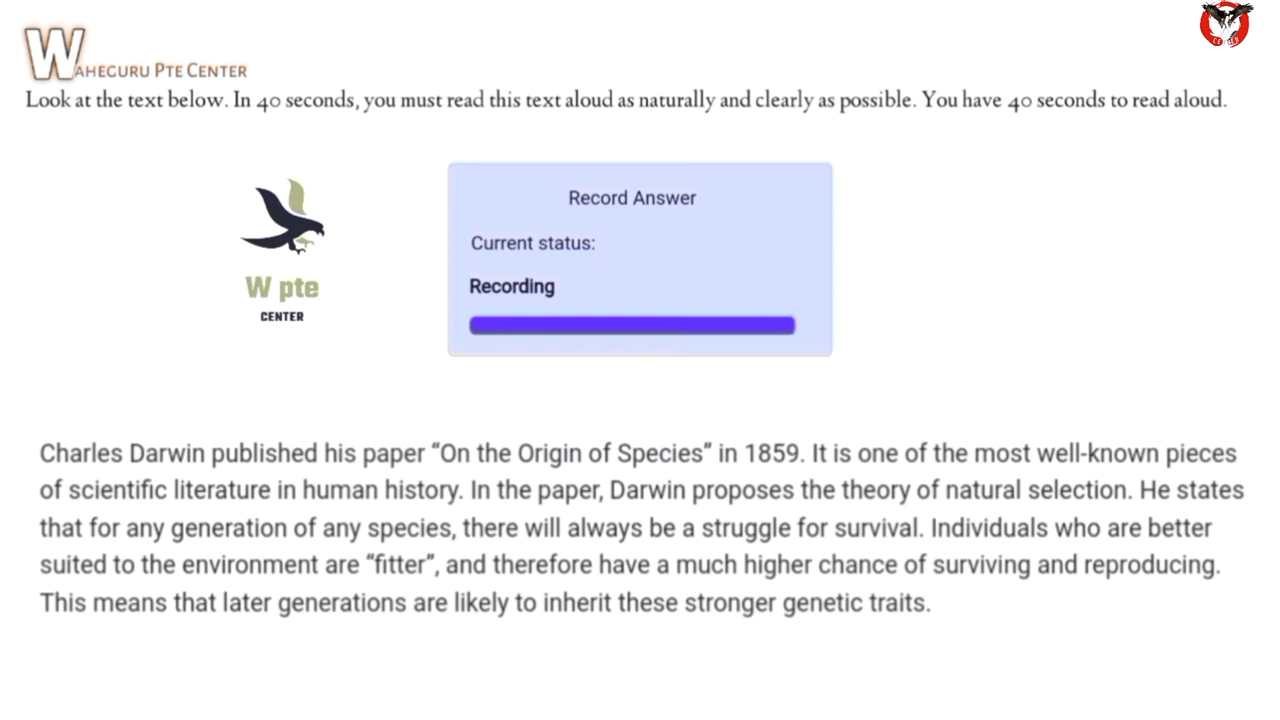 WAHEGURU PTE CENTER
Look at the text below. In 40 seconds, you must read this text aloud as naturally and clearly as possible. You have 40 seconds to read aloud.
Record Answer
Current status:
Recording
W pte
CENTER
Charles Darwin published his paper “On the Origin of Species” in 1859. It is one of the most well-known pieces
of scientific literature in human history. In the paper, Darwin proposes the theory of natural selection. He states
that for any generation of any species, there will always be a struggle for survival. Individuals who are better
suited to the environment are “fitter”, and therefore have a much higher chance of surviving and reproducing.
This means that later generations are likely to inherit these stronger genetic traits.